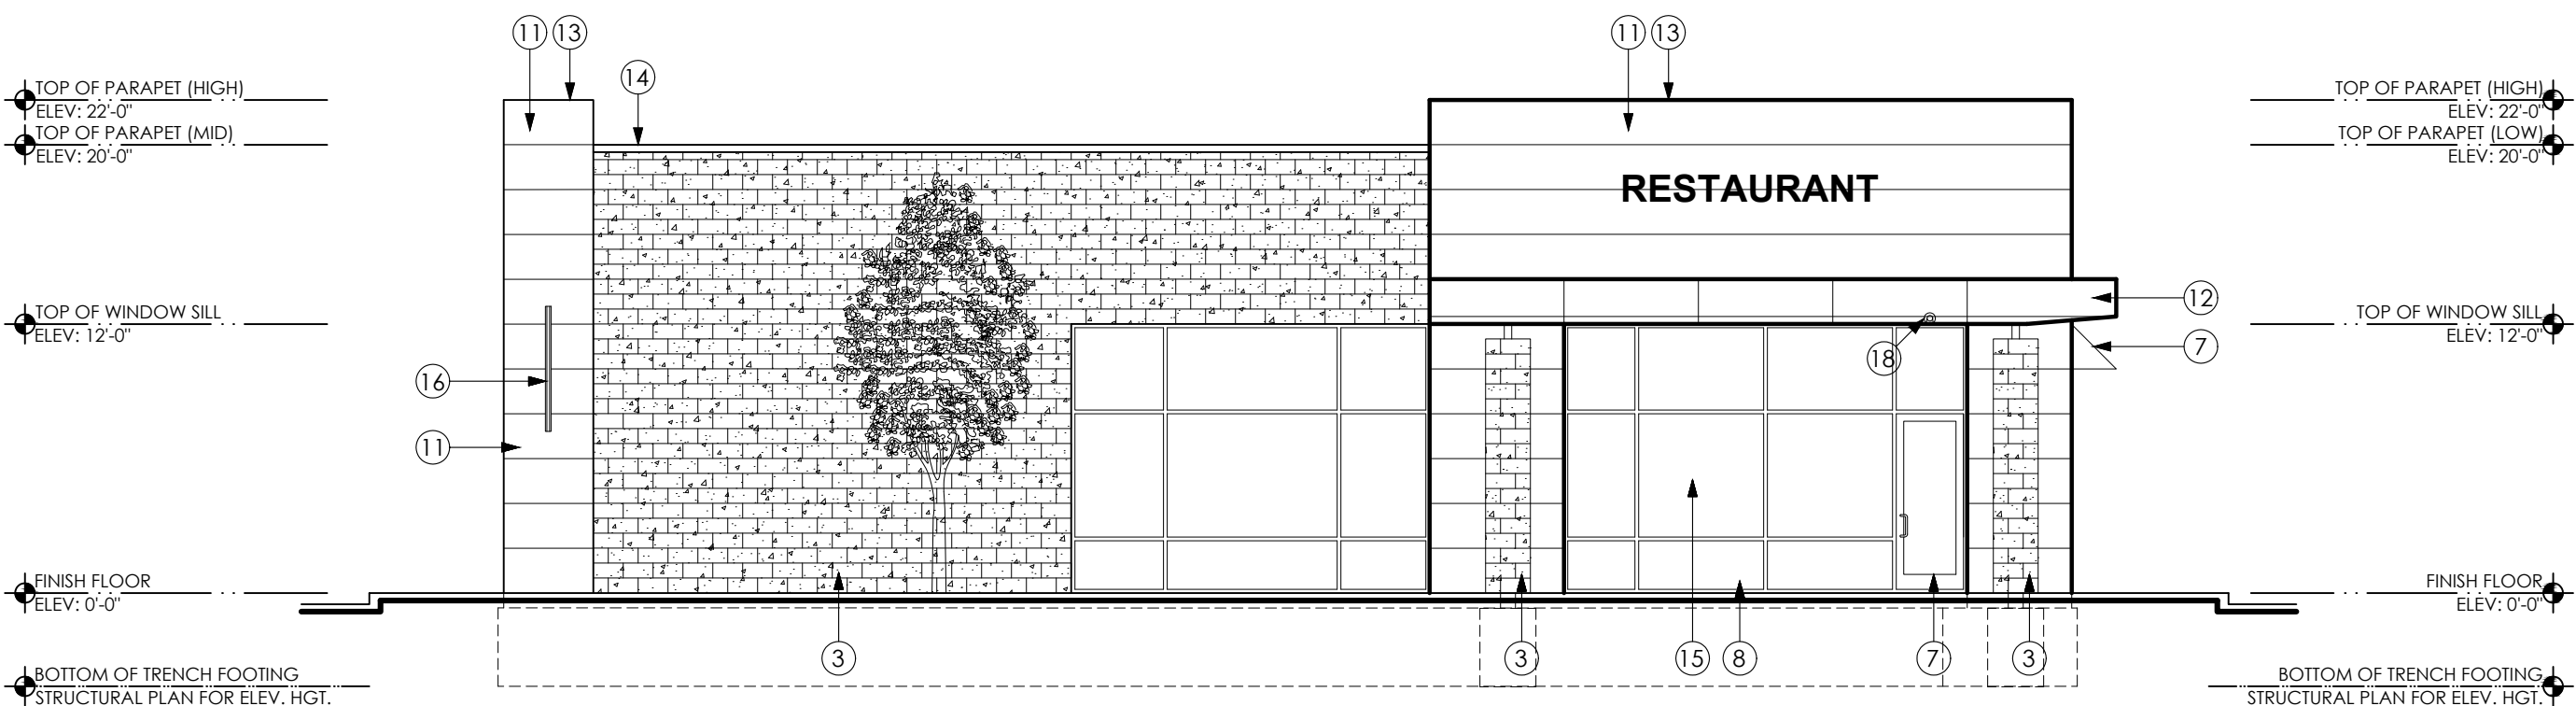 11 13
11 13
14
TOP OF PARAPET (HIGH)
ELEV: 22'-0"
TOP OF PARAPET (MID)
ELEV: 20'-0"
TOP OF PARAPET (HIGH)
ELEV: 22'-0"
TOP OF PARAPET (LOW)
ELEV: 20'-0"
RESTAURANT
12
TOP OF WINDOW SILL
ELEV: 12'-0"
TOP OF WINDOW SILL
ELEV: 12'-0"
18
7
16
11
FINISH FLOOR
ELEV: 0'-0"
FINISH FLOOR
ELEV: 0'-0"
3
3
15
8
7
3
BOTTOM OF TRENCH FOOTING
STRUCTURAL PLAN FOR ELEV. HGT.
BOTTOM OF TRENCH FOOTING
STRUCTURAL PLAN FOR ELEV. HGT.